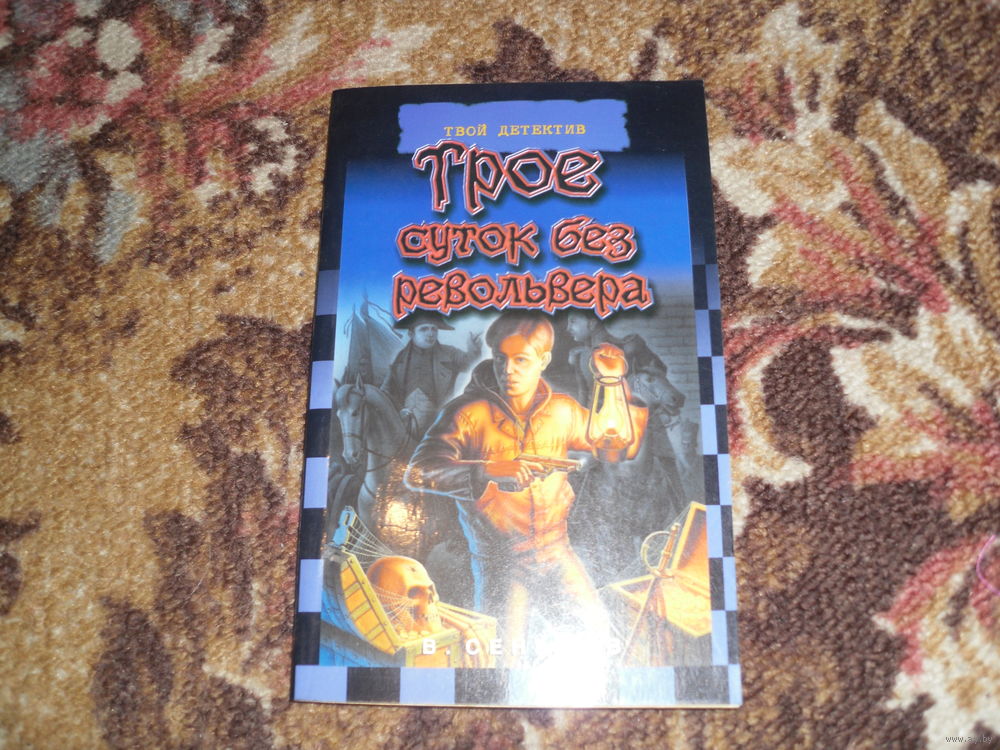 ТВОЙ ДЕТЕКТИВ
Трое
суток без
револьвера
В.
www.ay.by